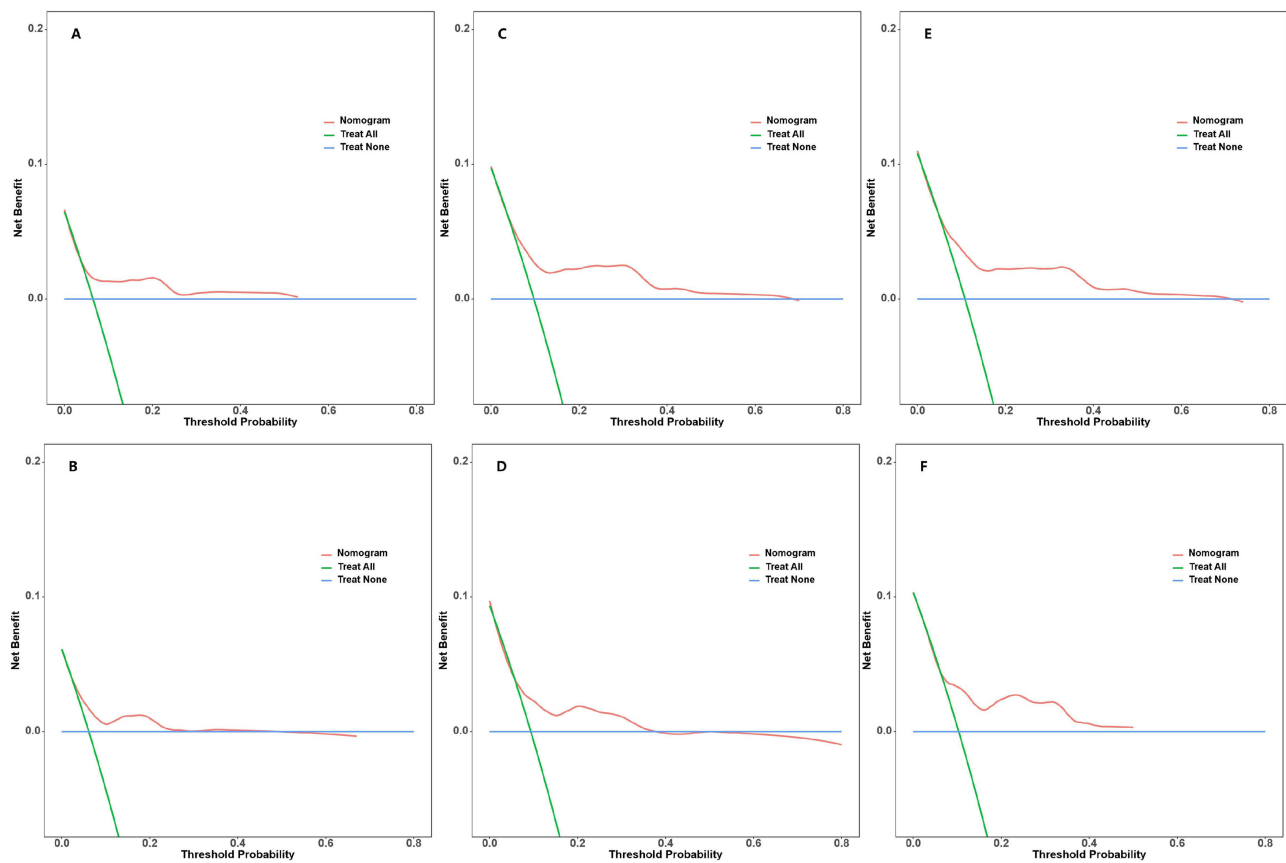 A
0.2
0.1
0.0
Net Benefit
Nomogram
Treat All
Treat None
0.0 0.2 0.4 0.6 0.8
Threshold Probability
C
0.2
0.1
0.0
Net Benefit
Nomogram
Treat All
Treat None
0.0 0.2 0.4 0.6 0.8
Threshold Probability
E
0.2
0.1
0.0
Net Benefit
Nomogram
Treat All
Treat None
0.0 0.2 0.4 0.6 0.8
Threshold Probability
B
0.2
0.1
0.0
Net Benefit
Nomogram
Treat All
Treat None
0.0 0.2 0.4 0.6 0.8
Threshold Probability
D
0.2
0.1
0.0
Net Benefit
Nomogram
Treat All
Treat None
0.0 0.2 0.4 0.6 0.8
Threshold Probability
F
0.2
0.1
0.0
Net Benefit
Nomogram
Treat All
Treat None
0.0 0.2 0.4 0.6 0.8
Threshold Probability